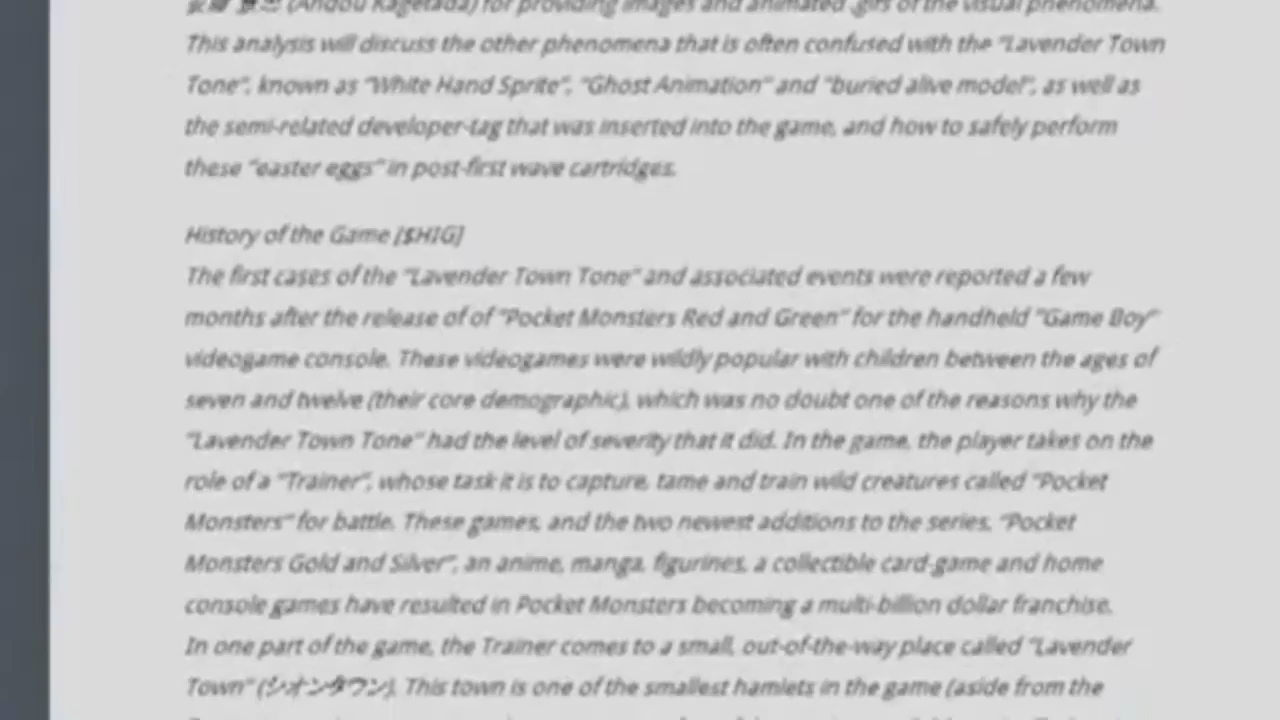 (Andou Kagetada) for providing images and animated .gifs of the visual phenomena.
This analysis will discuss the other phenomena that is often confused with the "Lavender Town
Tone", known as "White Hand Sprite", "Ghost Animation" and "buried alive model", as well as
the semi-related developer-tag that was inserted into the game, and how to safely perform
these "easter eggs" in post-first wave cartridges.
History of the Game [$HIG]
The first cases of the "Lavender Town Tone" and associated events were reported a few
months after the release of of "Pocket Monsters Red and Green" for the handheld "Game Boy"
videogame console. These videogames were wildly popular with children between the ages of
seven and twelve (their core demographic), which was no doubt one of the reasons why the
"Lavender Town Tone" had the level of severity that it did. In the game, the player takes on the
role of a "Trainer", whose task it is to capture, tame and train wild creatures called "Pocket
Monsters" for battle. These games, and the two newest additions to the series, "Pocket
Monsters Gold and Silver", an anime, manga, figurines, a collectible card-game and home
console games have resulted in Pocket Monsters becoming a multi-billion dollar franchise.
In one part of the game, the Trainer comes to a small, out-of-the-way place called "Lavender
Town" (シオンタウン). This town is one of the smallest hamlets in the game (aside from the